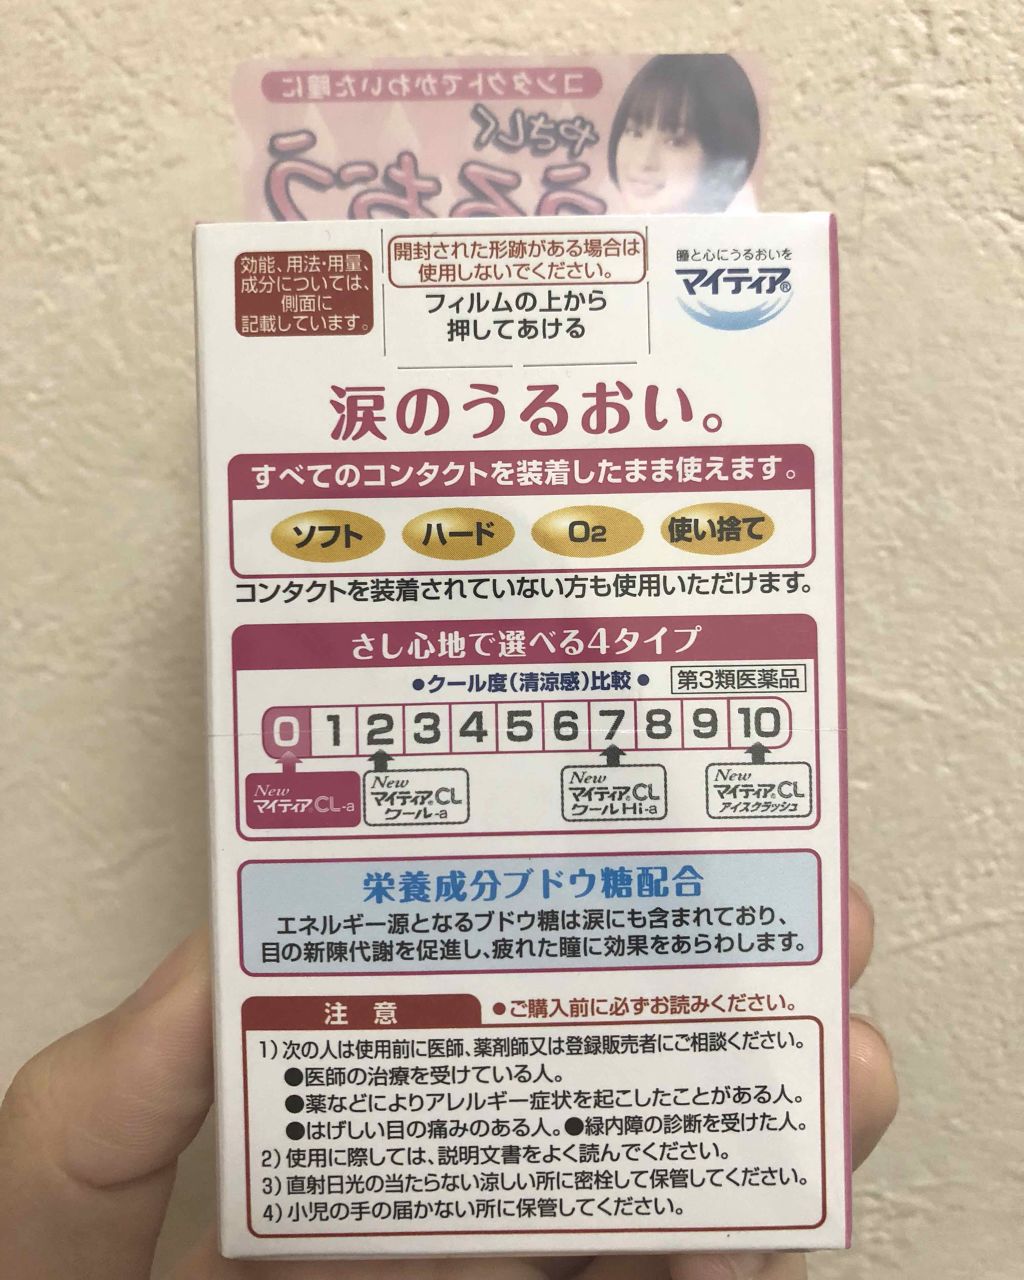 コンタクトでかわいた瞳に
やさしく
うるおう
効能、用法・用量、
成分については、
側面に
記載しています。
開封された形跡がある場合は
使用しないでください。
フィルムの上から
押してあける
瞳と心にうるおいを
マイティア®
涙のうるおい。
すべてのコンタクトを装着したまま使えます。
ソフト ハード O2 使い捨て
コンタクトを装着されていない方も使用いただけます。
さし心地で選べる4タイプ
●クール度(清涼感)比較● 第3類医薬品
0 1 2 3 4 5 6 7 8 9 10
New
マイティアCL-a
New
マイティア®CL
クール-a
New
マイティア®CL
クールHi-a
New
マイティア®CL
アイスクラッシュ
栄養成分ブドウ糖配合
エネルギー源となるブドウ糖は涙にも含まれており、
目の新陳代謝を促進し、疲れた瞳に効果をあらわします。
注意 ●ご購入前に必ずお読みください。
1)次の人は使用前に医師、薬剤師又は登録販売者にご相談ください。
●医師の治療を受けている人。
●薬などによりアレルギー症状を起こしたことがある人。
●はげしい目の痛みのある人。●緑内障の診断を受けた人。
2)使用に際しては、説明文書をよく読んでください。
3)直射日光の当たらない涼しい所に密栓して保管してください。
4)小児の手の届かない所に保管してください。